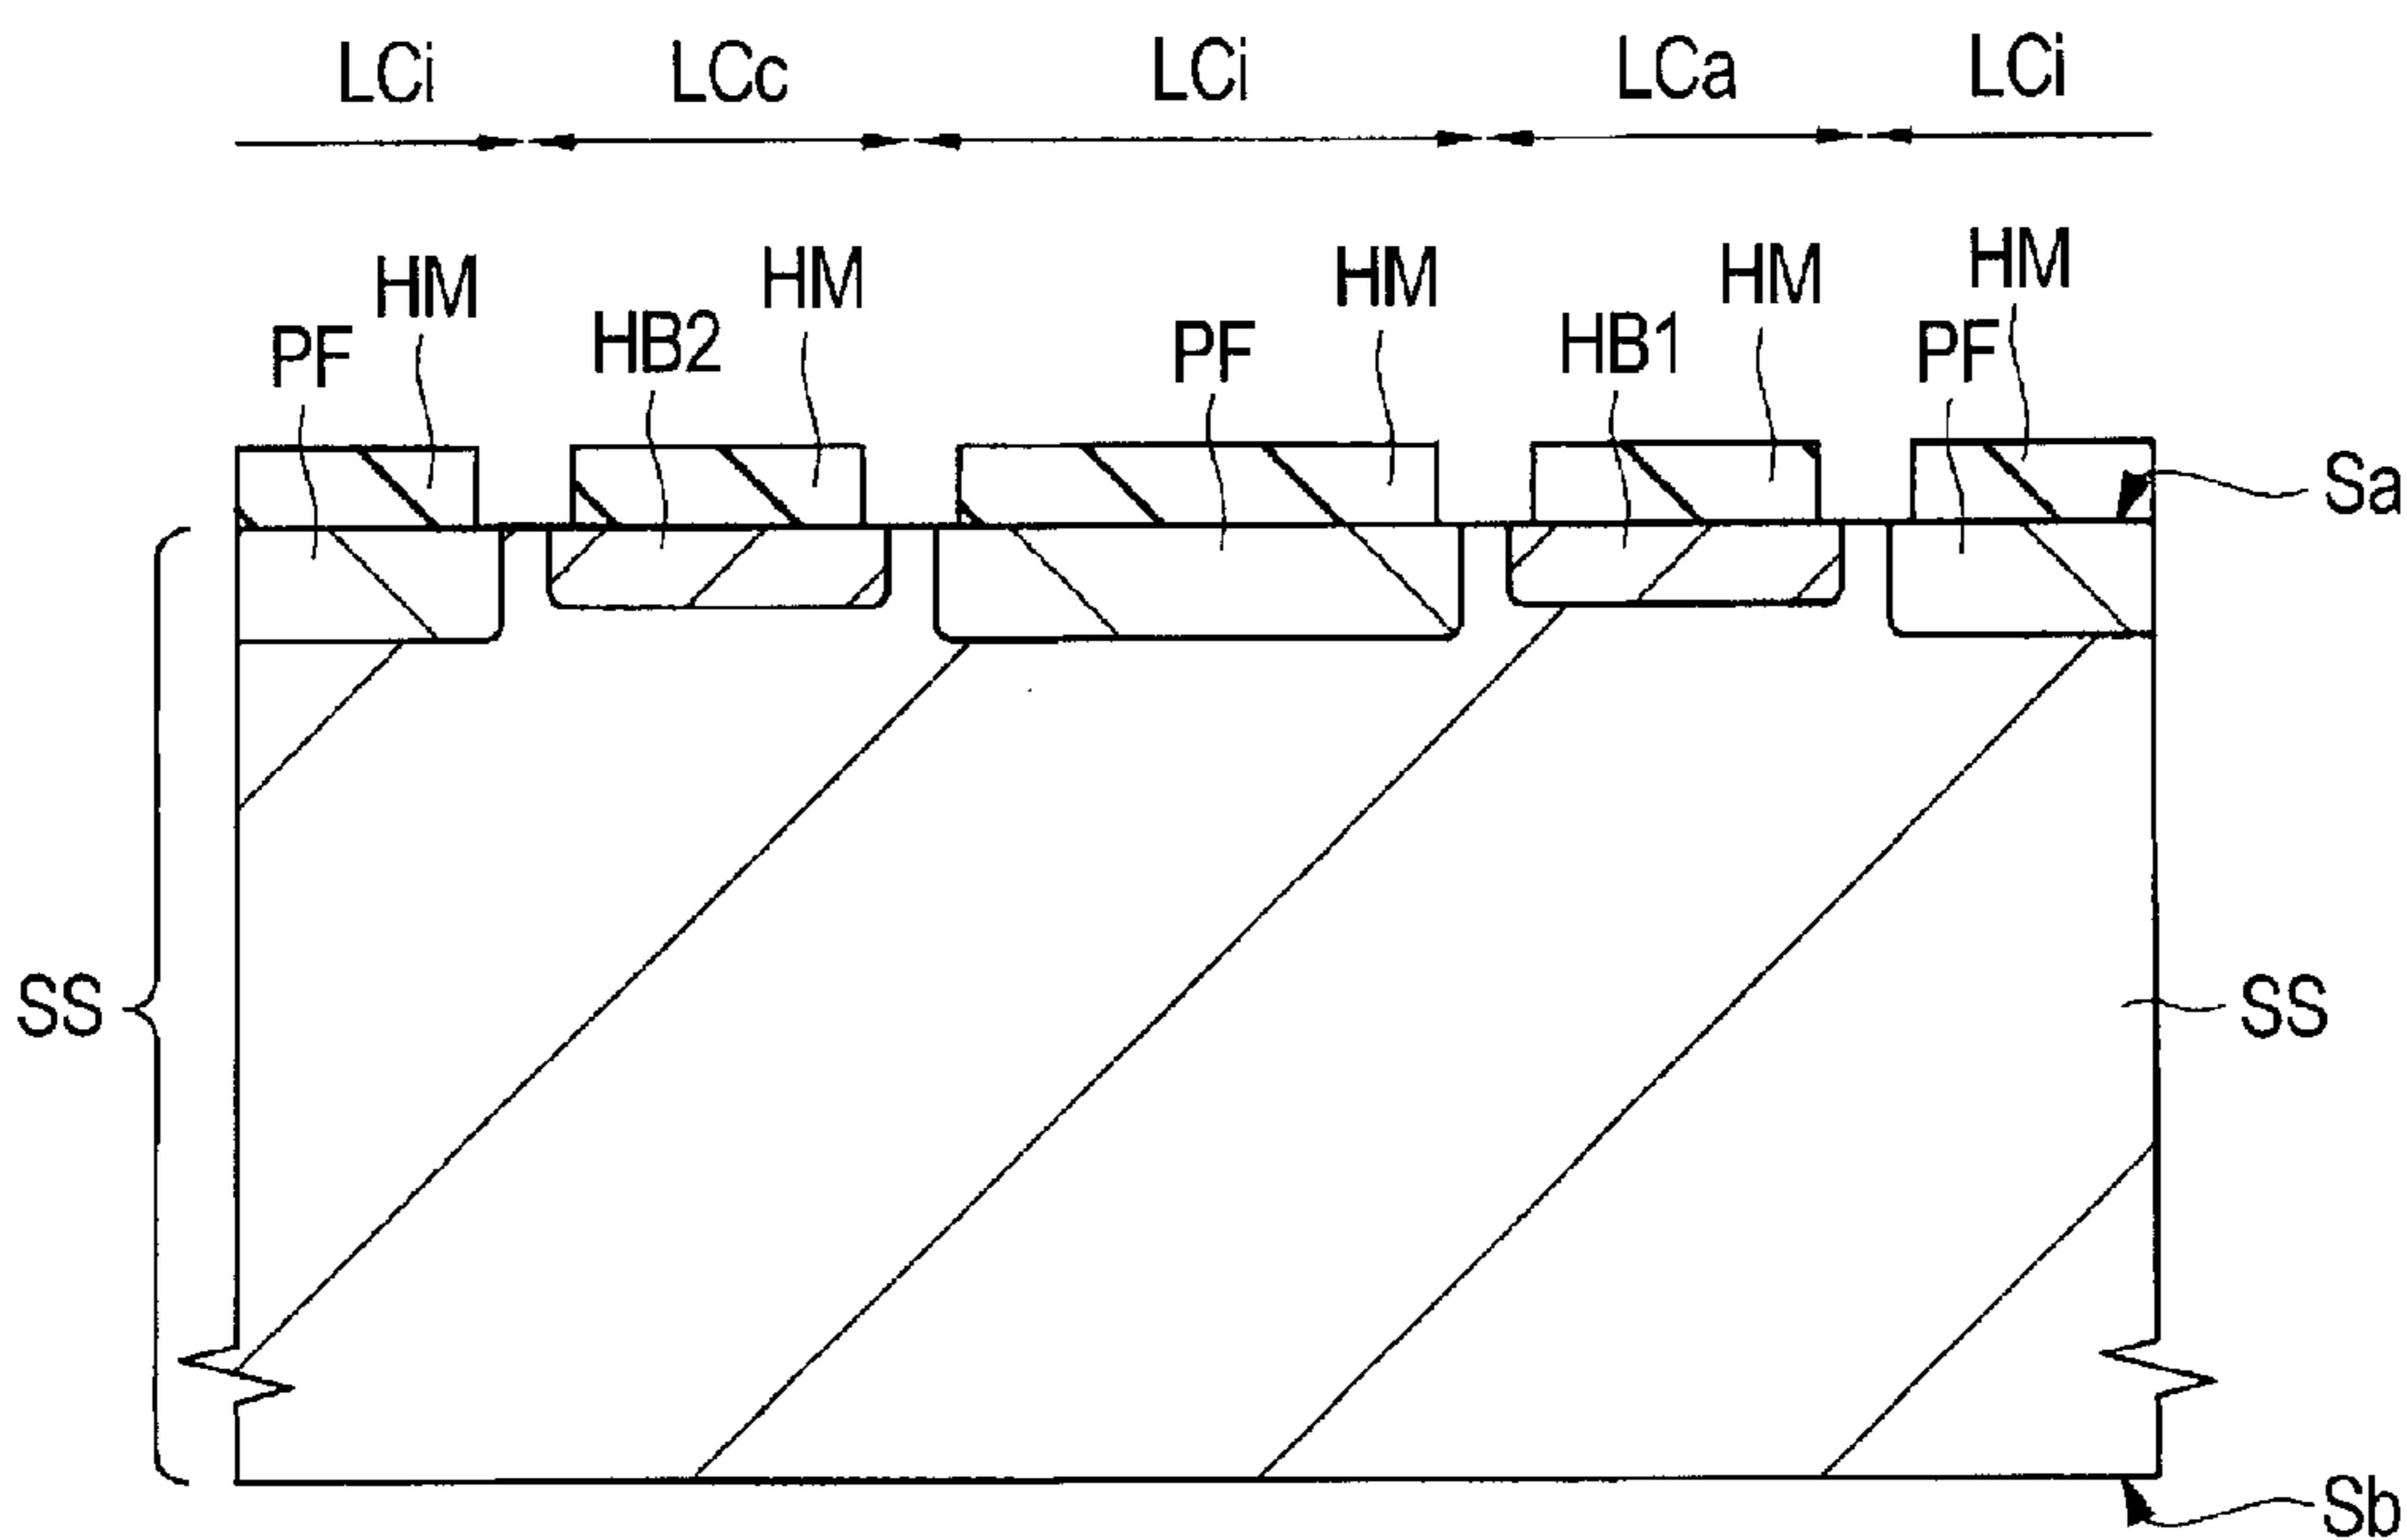 LCi LCc LCi LCa LCi
HM HM HM HM HM
PF HB2 PF HB1 PF
Sa
SS SS
Sb